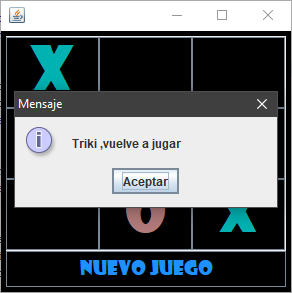 X
Mensaje
Triki ,vuelve a jugar
Aceptar
O X
NUEVO JUEGO